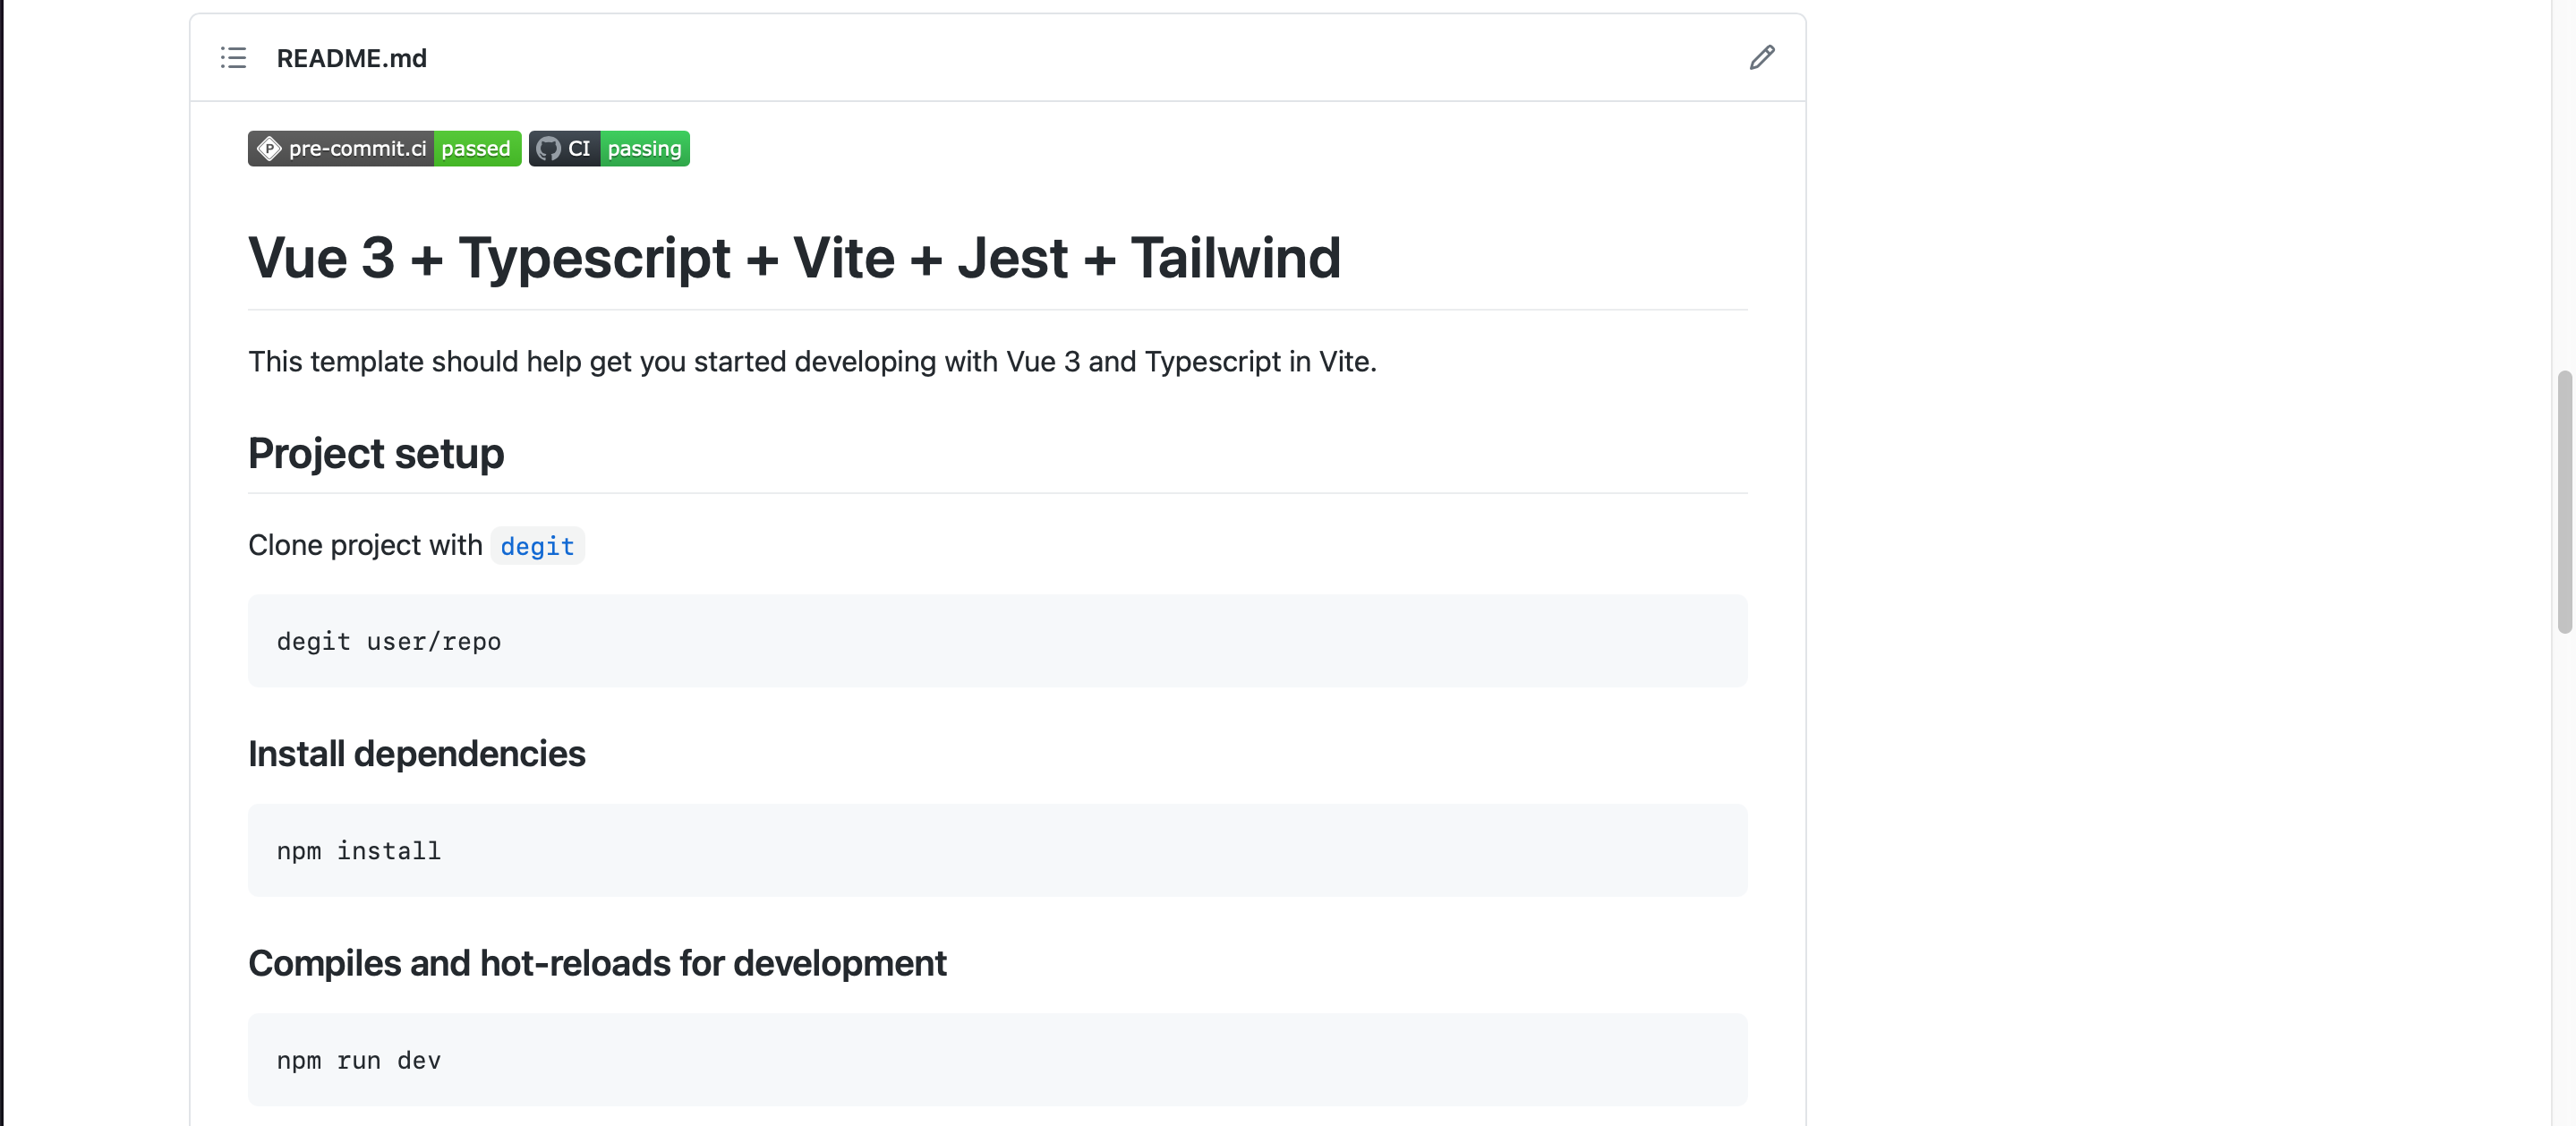 README.md
pre-commit.ci passed CI passing
Vue 3 + Typescript + Vite + Jest + Tailwind
This template should help get you started developing with Vue 3 and Typescript in Vite.
Project setup
Clone project with degit
degit user/repo
Install dependencies
npm install
Compiles and hot-reloads for development
npm run dev